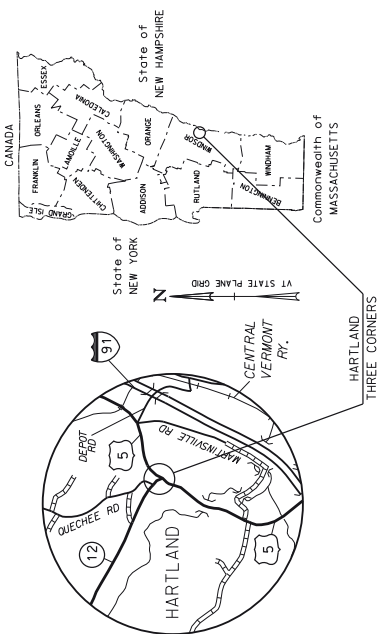 CANADA
GRAND ISLE
FRANKLIN
ORLEANS
ESSEX
LAMOILLE
CALEDONIA
CHITTENDEN
WASHINGTON
ADDISON
ORANGE
RUTLAND
WINDSOR
BENNINGTON
WINDHAM
State of
NEW HAMPSHIRE
State of
NEW YORK
Commonwealth of
MASSACHUSETTS
N
VT STATE PLANE GRID
91
DEPOT
RD
5
QUECHEE RD
12
HARTLAND
MARTINSVILLE RD
5
CENTRAL
VERMONT
RY.
HARTLAND
THREE CORNERS